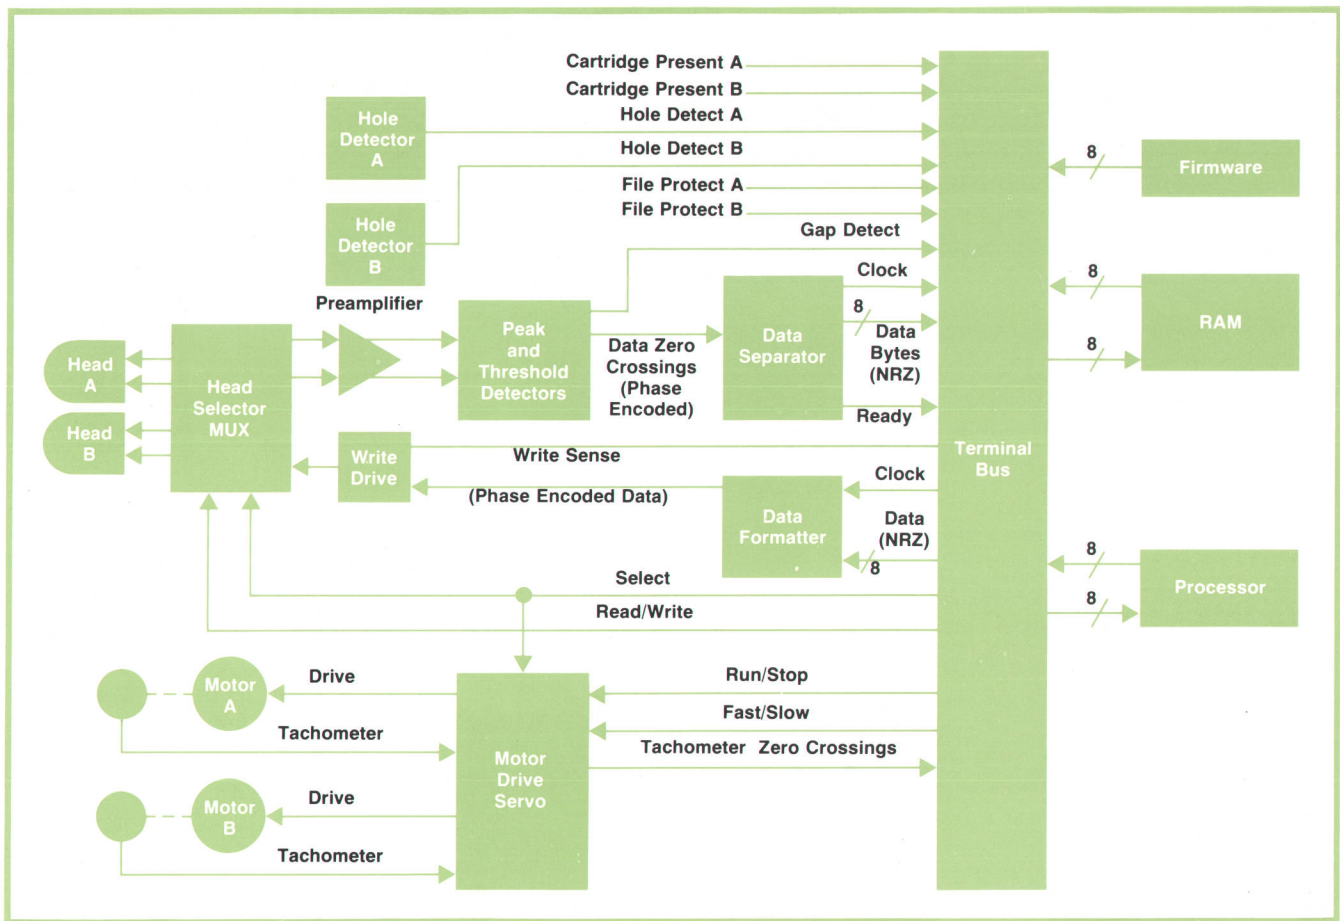 Cartridge Present A
Cartridge Present B
Hole
Detector
A
Hole Detect A
Hole Detect B
8
Firmware
File Protect A
File Protect B
Hole
Detector
B
Gap Detect
Clock
8
Preamplifier
Peak
and
Threshold
Detectors
Data Zero
Crossings
(Phase
Encoded)
Data
Separator
8
Data
Bytes
(NRZ)
Ready
RAM
8
Head
A
Head
B
Head
Selector
MUX
Write
Drive
Write Sense
(Phase Encoded Data)
Terminal
Bus
Clock
Data
Formatter
Data
(NRZ)
8
8
Processor
8
Select
Read/Write
Motor
A
Drive
Tachometer
Run/Stop
Fast/Slow
Tachometer Zero Crossings
Motor
Drive
Servo
Motor
B
Drive
Tachometer